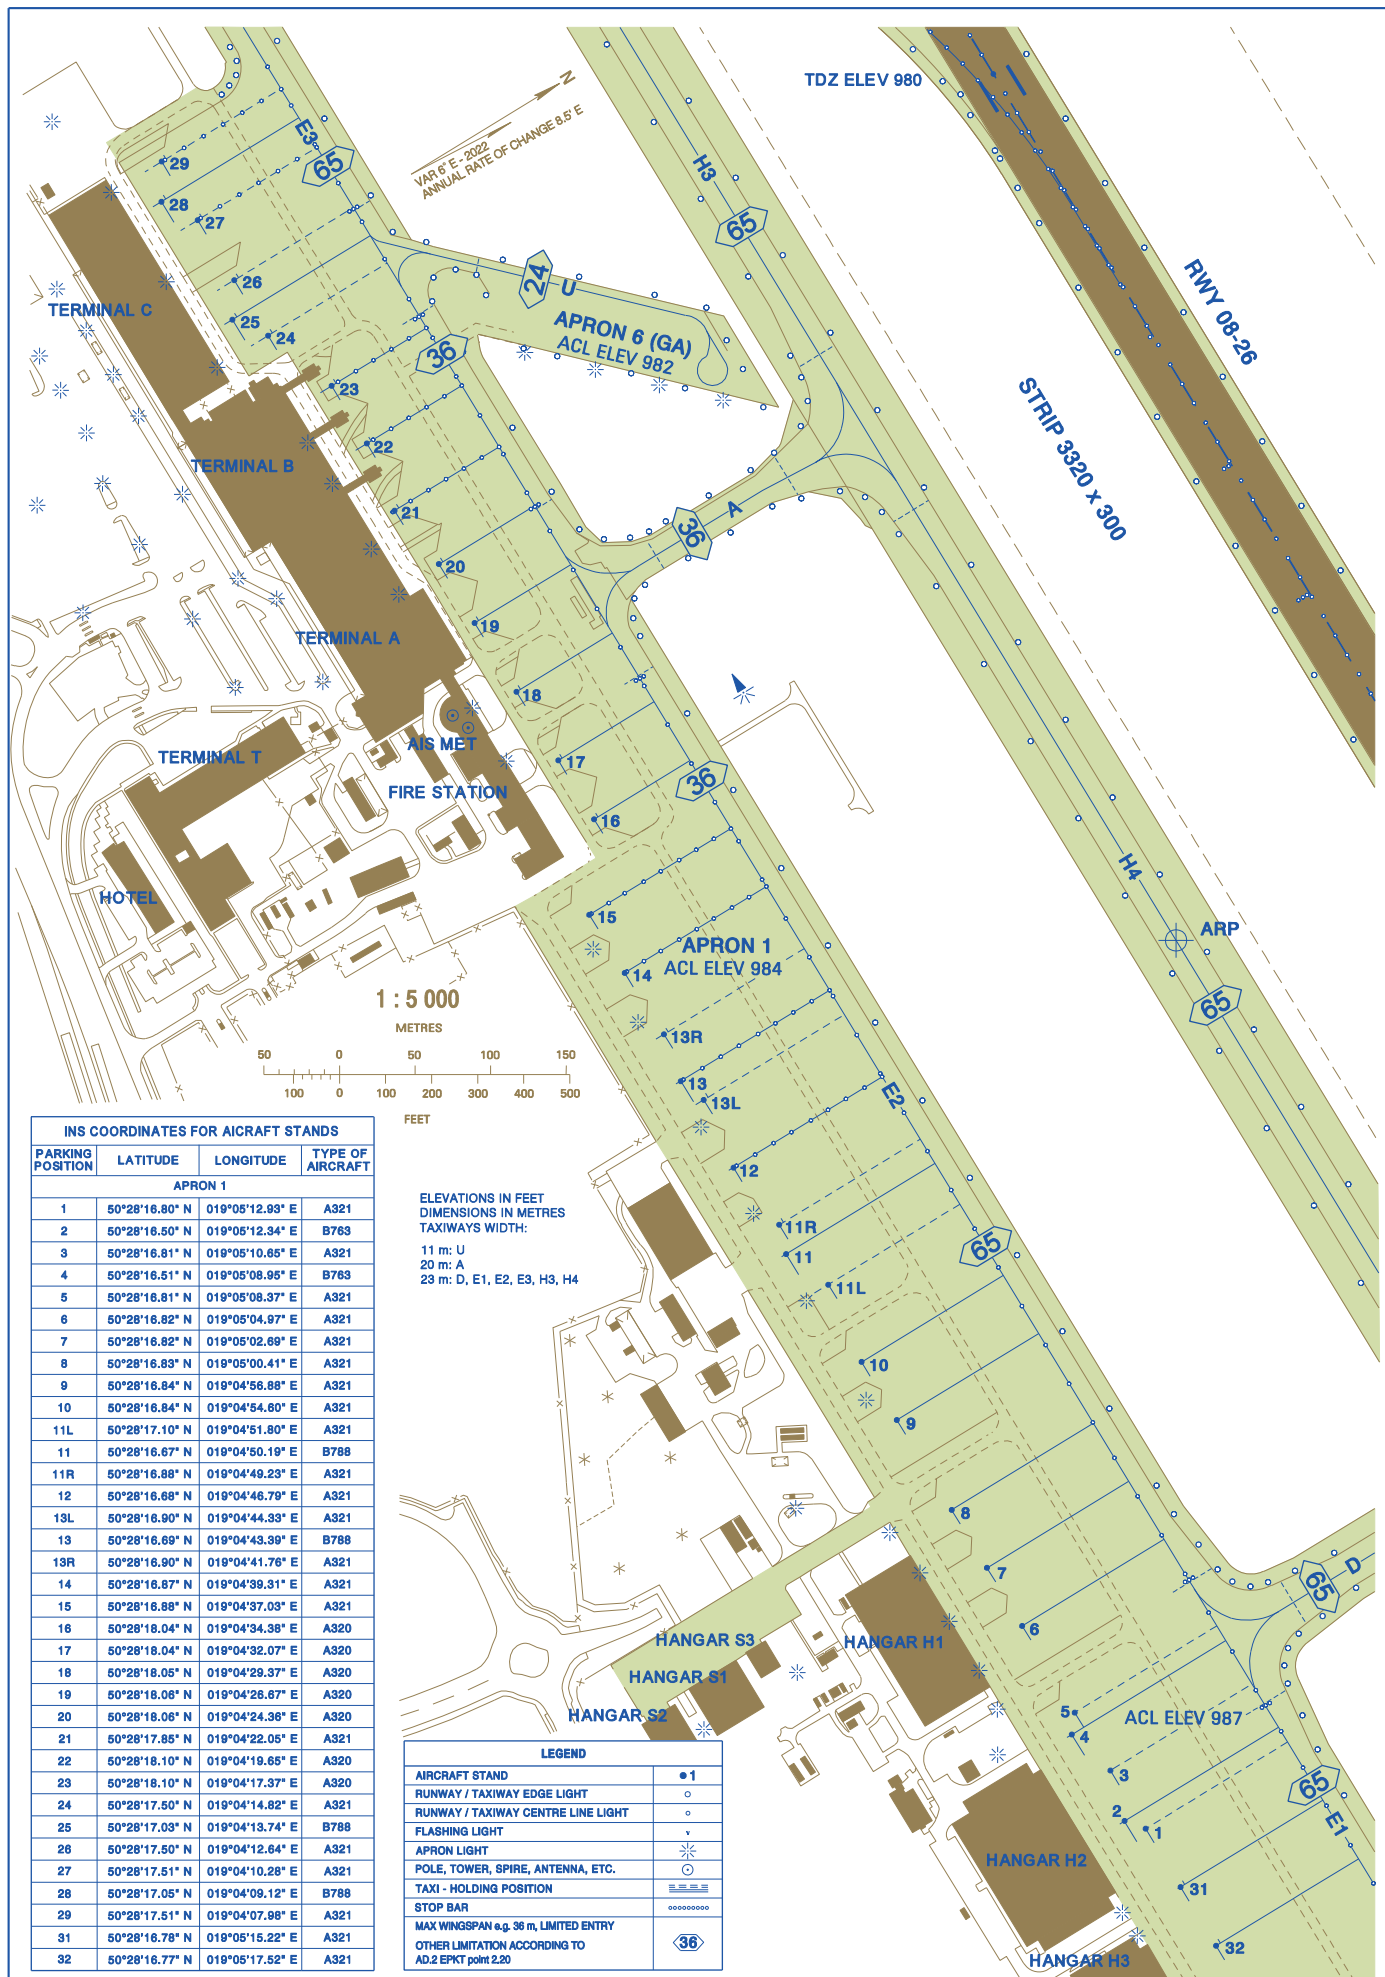 TDZ ELEV 980
N
VAR 6° E - 2022
ANNUAL RATE OF CHANGE 8.5' E
E3
65
H3
65
29
28
27
26
25
24
23
22
21
20
19
18
17
16
TERMINAL C
24
U
APRON 6 (GA)
ACL ELEV 982
36
RWY 08-26
STRIP 3320 x 300
TERMINAL B
36
A
TERMINAL A
AIS MET
TERMINAL T
FIRE STATION
36
HOTEL
H4
ARP
65
15
APRON 1
ACL ELEV 984
14
13R
13
13L
12
11R
11
11L
10
9
8
7
6
5
4
3
2
1
31
32
E2
65
1 : 5 000
METRES
50 0 50 100 150
100 0 100 200 300 400 500
FEET
ELEVATIONS IN FEET
DIMENSIONS IN METRES
TAXIWAYS WIDTH:
11 m: U
20 m: A
23 m: D, E1, E2, E3, H3, H4
D
65
HANGAR S3
HANGAR S1
HANGAR S2
HANGAR H1
ACL ELEV 987
65
E1
HANGAR H2
HANGAR H3
INS COORDINATES FOR AICRAFT STANDS
PARKING POSITION LATITUDE LONGITUDE TYPE OF AIRCRAFT
APRON 1
1 50°28'16.80" N 019°05'12.93" E A321
2 50°28'16.50" N 019°05'12.34" E B763
3 50°28'16.81" N 019°05'10.65" E A321
4 50°28'16.51" N 019°05'08.95" E B763
5 50°28'16.81" N 019°05'08.37" E A321
6 50°28'16.82" N 019°05'04.97" E A321
7 50°28'16.82" N 019°05'02.69" E A321
8 50°28'16.83" N 019°05'00.41" E A321
9 50°28'16.84" N 019°04'56.88" E A321
10 50°28'16.84" N 019°04'54.60" E A321
11L 50°28'17.10" N 019°04'51.80" E A321
11 50°28'16.67" N 019°04'50.19" E B788
11R 50°28'16.88" N 019°04'49.23" E A321
12 50°28'16.68" N 019°04'46.79" E A321
13L 50°28'16.90" N 019°04'44.33" E A321
13 50°28'16.69" N 019°04'43.39" E B788
13R 50°28'16.90" N 019°04'41.76" E A321
14 50°28'16.87" N 019°04'39.31" E A321
15 50°28'16.88" N 019°04'37.03" E A321
16 50°28'18.04" N 019°04'34.38" E A320
17 50°28'18.04" N 019°04'32.07" E A320
18 50°28'18.05" N 019°04'29.37" E A320
19 50°28'18.06" N 019°04'26.67" E A320
20 50°28'18.06" N 019°04'24.36" E A320
21 50°28'17.85" N 019°04'22.05" E A321
22 50°28'18.10" N 019°04'19.65" E A320
23 50°28'18.10" N 019°04'17.37" E A320
24 50°28'17.50" N 019°04'14.82" E A321
25 50°28'17.03" N 019°04'13.74" E B788
26 50°28'17.50" N 019°04'12.64" E A321
27 50°28'17.51" N 019°04'10.28" E A321
28 50°28'17.05" N 019°04'09.12" E B788
29 50°28'17.51" N 019°04'07.98" E A321
31 50°28'16.78" N 019°05'15.22" E A321
32 50°28'16.77" N 019°05'17.52" E A321
LEGEND
AIRCRAFT STAND 1
RUNWAY / TAXIWAY EDGE LIGHT
RUNWAY / TAXIWAY CENTRE LINE LIGHT
FLASHING LIGHT
APRON LIGHT
POLE, TOWER, SPIRE, ANTENNA, ETC.
TAXI - HOLDING POSITION
STOP BAR
MAX WINGSPAN e.g. 36 m, LIMITED ENTRY
OTHER LIMITATION ACCORDING TO
AD.2 EPKT point 2.20
36